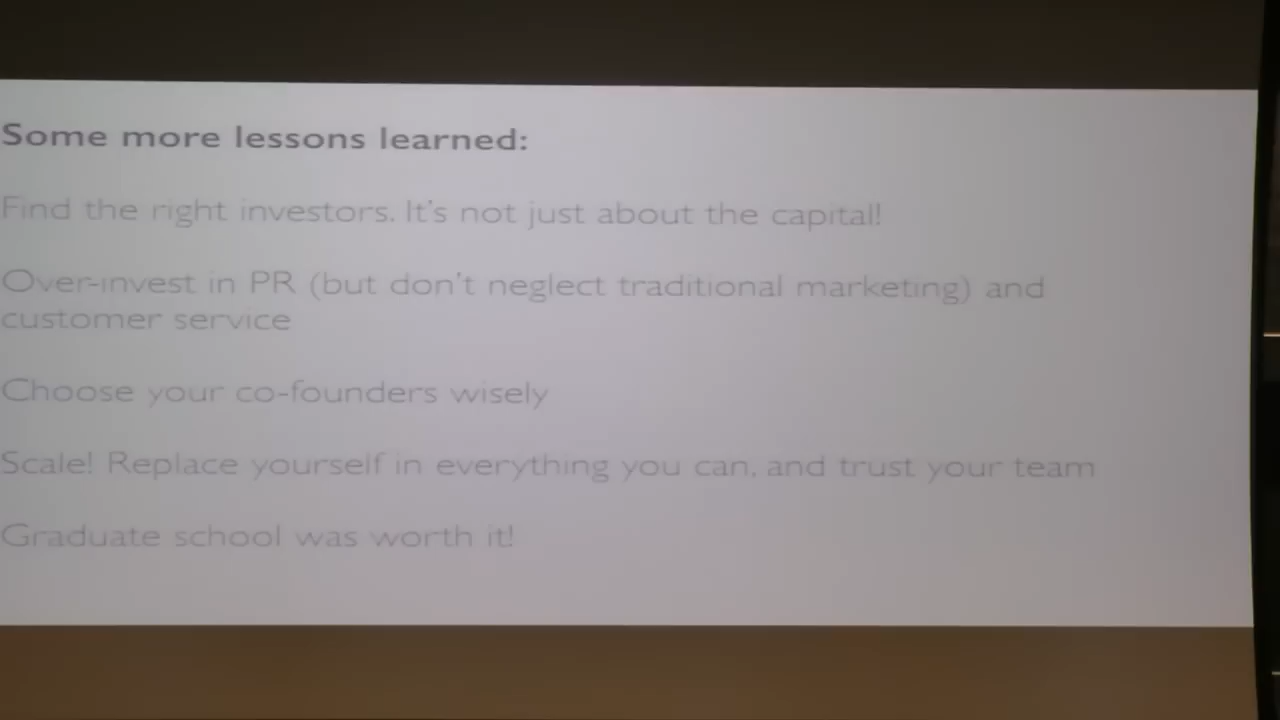 Some more lessons learned:
Find the right investors. It's not just about the capital!
Over-invest in PR (but don't neglect traditional marketing) and
customer service
Choose your co-founders wisely
Scale! Replace yourself in everything you can, and trust your team
Graduate school was worth it!